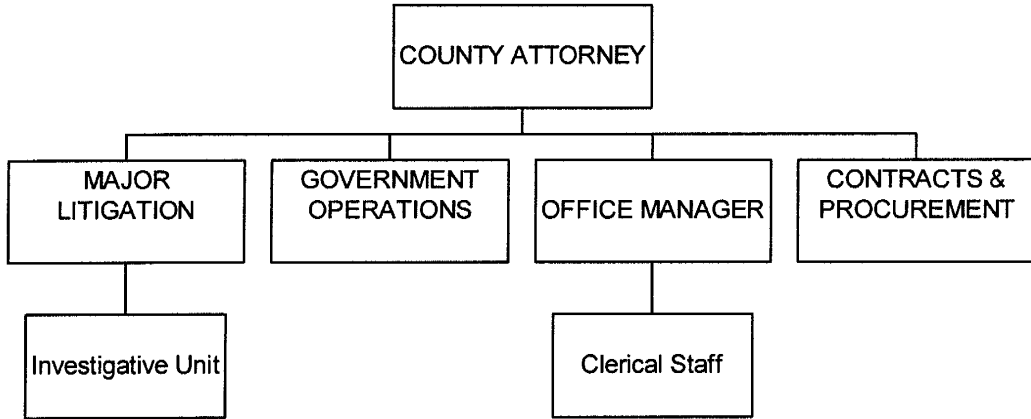 COUNTY ATTORNEY
MAJOR
LITIGATION
GOVERNMENT
OPERATIONS
OFFICE MANAGER
CONTRACTS &
PROCUREMENT
Investigative Unit
Clerical Staff